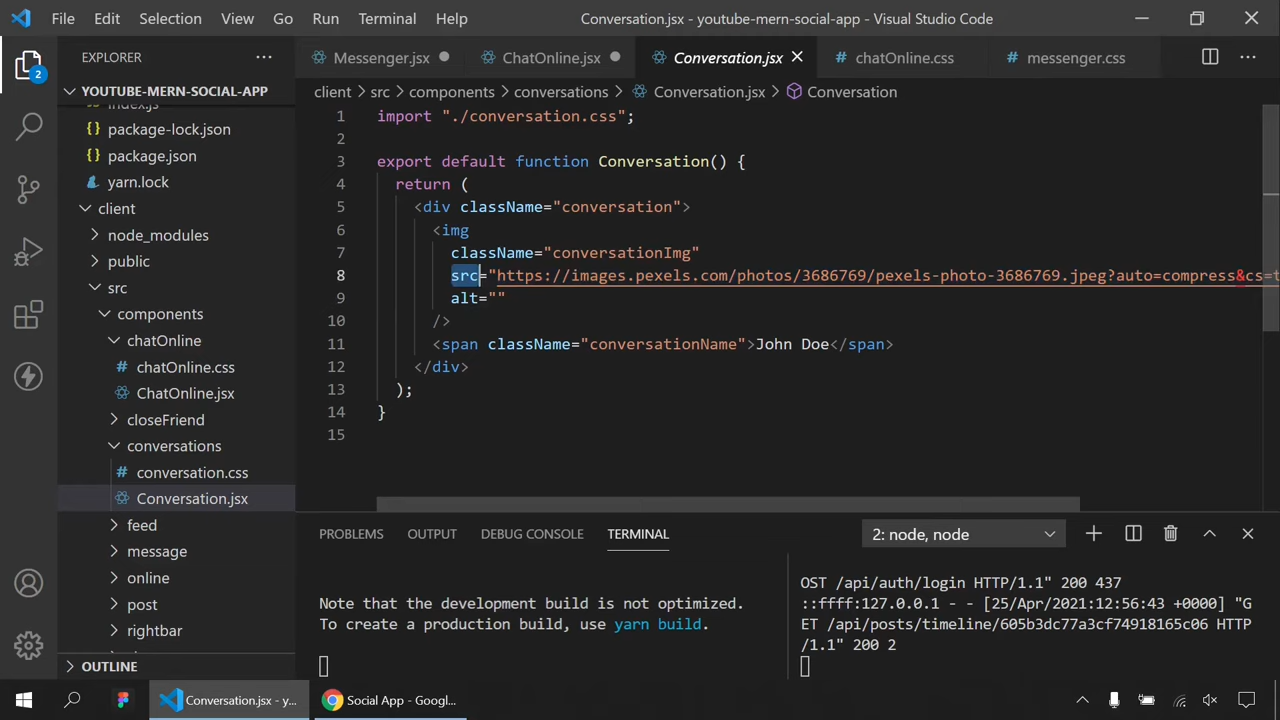 File Edit Selection View Go Run Terminal Help Conversation.jsx - youtube-mern-social-app - Visual Studio Code
EXPLORER
Messenger.jsx ChatOnline.jsx Conversation.jsx # chatOnline.css # messenger.css
2
YOUTUBE-MERN-SOCIAL-APP
client > src > components > conversations > Conversation.jsx > Conversation
{} package-lock.json
{} package.json
yarn.lock
client
node_modules
public
src
components
chatOnline
# chatOnline.css
ChatOnline.jsx
closeFriend
conversations
# conversation.css
Conversation.jsx
feed
message
online
post
rightbar
OUTLINE
1 import "./conversation.css";
2
3 export default function Conversation() {
4 return (
5 <div className="conversation">
6 <img
7 className="conversationImg"
8 src="https://images.pexels.com/photos/3686769/pexels-photo-3686769.jpeg?auto=compress&cs=t
9 alt=""
10 />
11 <span className="conversationName">John Doe</span>
12 </div>
13 );
14 }
15
PROBLEMS OUTPUT DEBUG CONSOLE TERMINAL 2: node, node
Note that the development build is not optimized.
To create a production build, use yarn build.
OST /api/auth/login HTTP/1.1" 200 437
::ffff:127.0.0.1 - - [25/Apr/2021:12:56:43 +0000] "G
ET /api/posts/timeline/605b3dc77a3cf74918165c06 HTTP
/1.1" 200 2
Conversation.jsx - y... Social App - Googl...